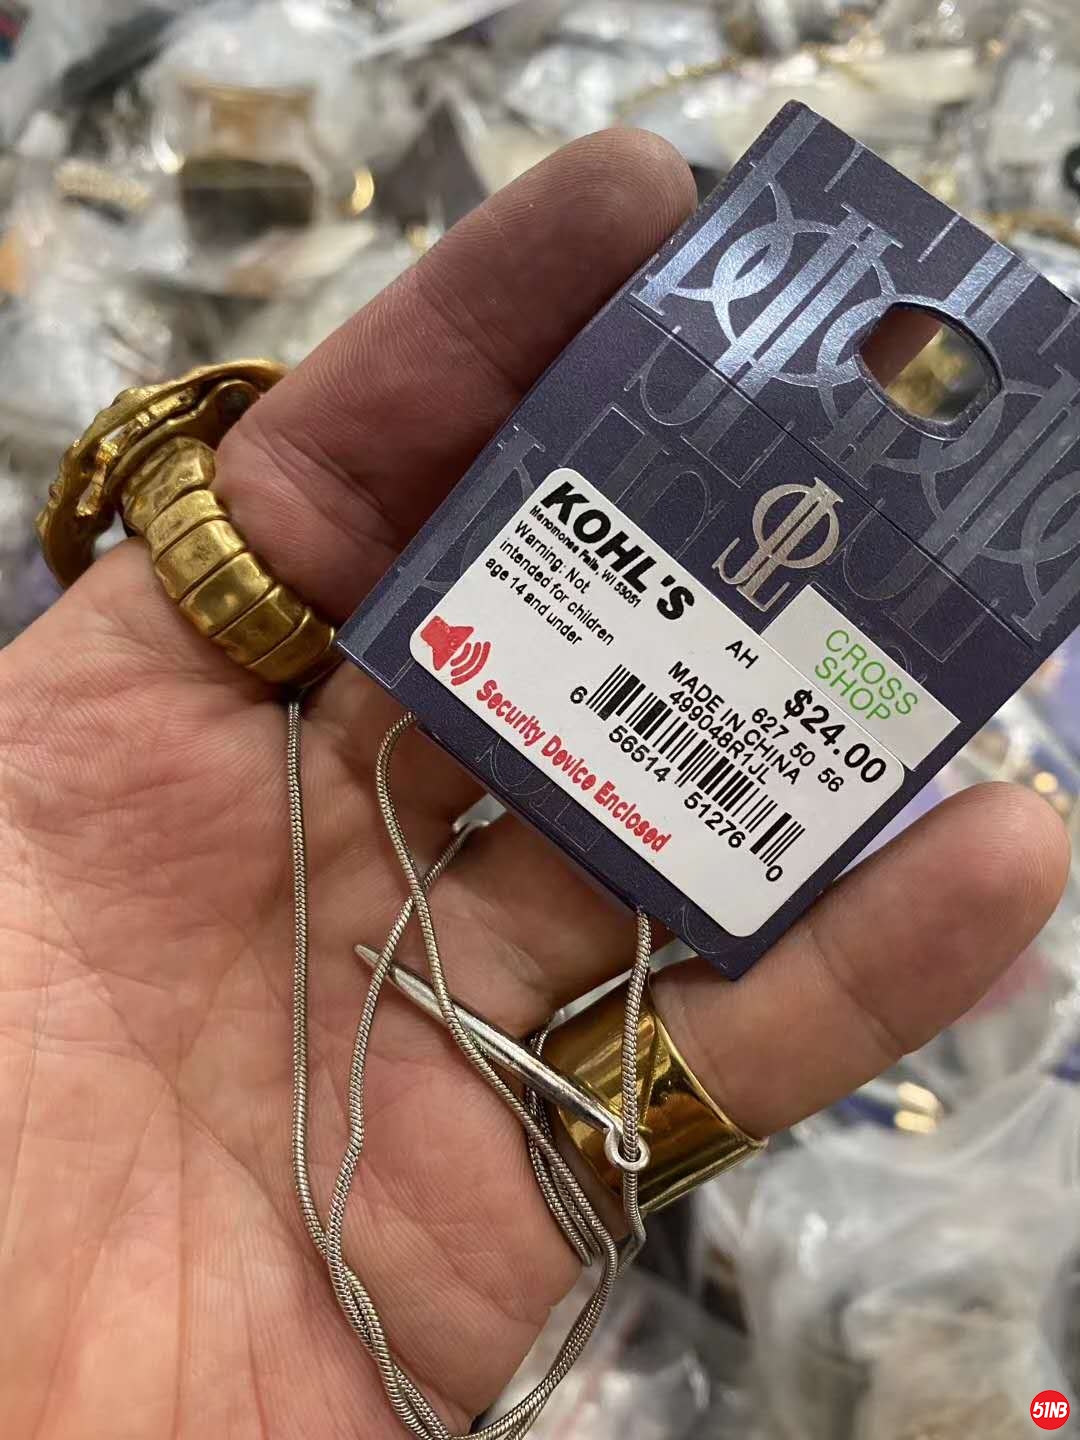 JL
KOHL'S
Menomonee Falls, WI 53051
Warning: Not
intended for children
age 14 and under
AH
CROSS
SHOP
$24.00
627 50 56
MADE IN CHINA
499048R1JL
6 56514 51276 0
Security Device Enclosed
51NB